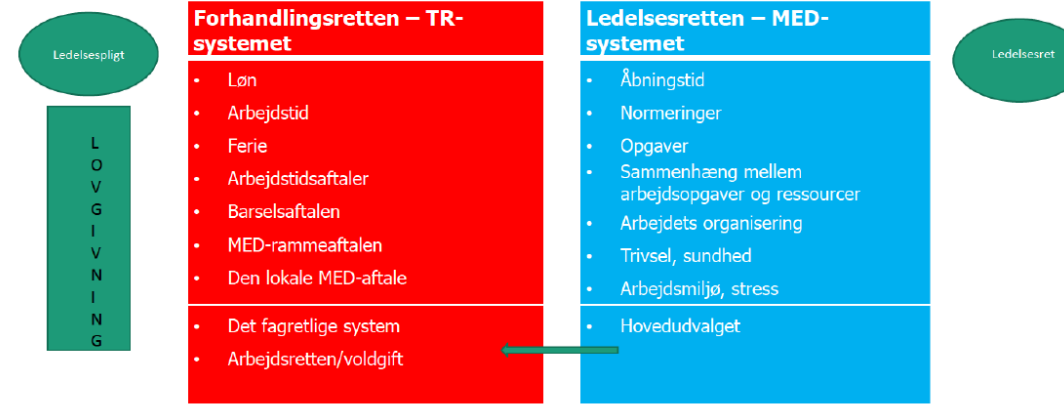 Ledelsespligt
L
O
V
G
I
V
N
I
N
G
Forhandlingsretten – TR-
systemet
• Løn
• Arbejdstid
• Ferie
• Arbejdstidsaftaler
• Barselsaftalen
• MED-rammeaftalen
• Den lokale MED-aftale
• Det fagretlige system
• Arbejdsretten/voldgift
Ledelsesretten – MED-
systemet
• Åbningstid
• Normeringer
• Opgaver
• Sammenhæng mellem
arbejdsopgaver og ressourcer
• Arbejdets organisering
• Trivsel, sundhed
• Arbejdsmiljø, stress
• Hovedudvalget
Ledelsesret